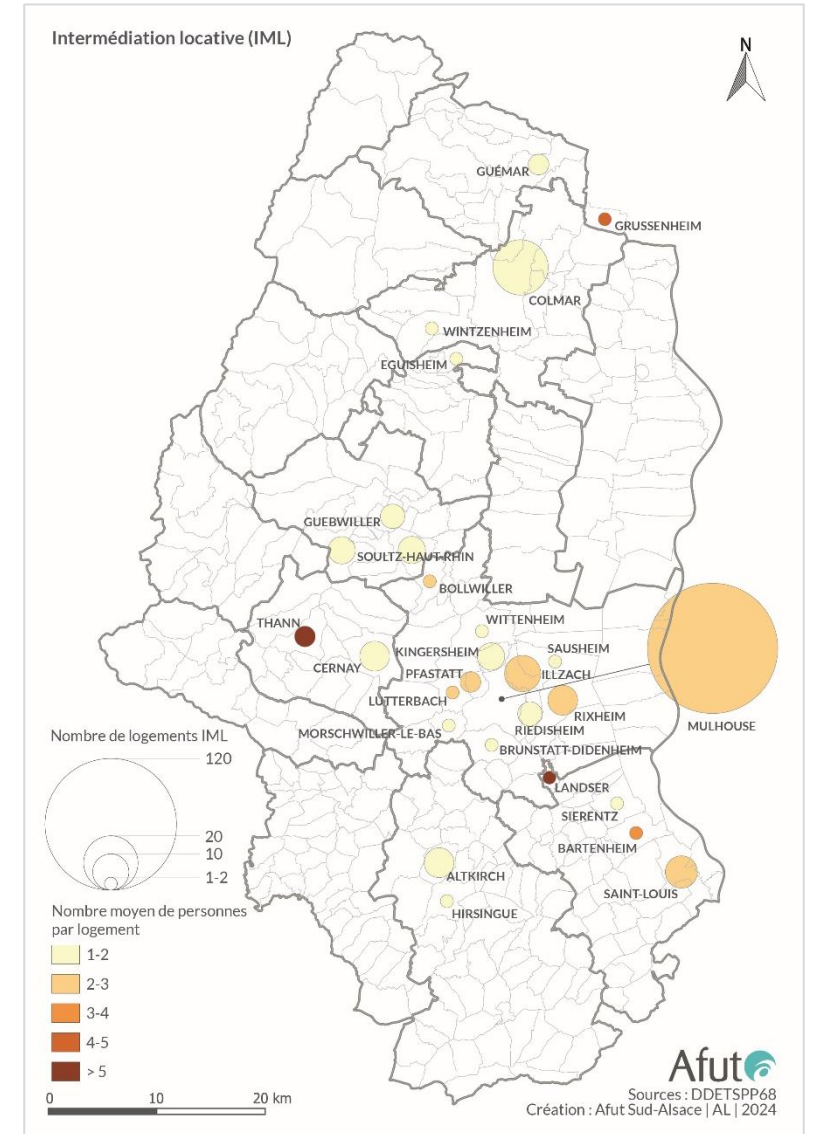 Intermédiation locative (IML)
N
GUÉMAR
GRUSSENHEIM
COLMAR
WINTZENHEIM
EGUISHEIM
GUEBWILLER
SOULTZ-HAUT-RHIN
BOLLWILLER
THANN
WITTENHEIM
CERNAY
KINGERSHEIM
SAUSHEIM
PFASTATT
ILLZACH
LUTTERBACH
RIXHEIM
MULHOUSE
RIEDISHEIM
MORSCHWILLER-LE-BAS
BRUNSTATT-DIDENHEIM
LANDSER
SIERENTZ
BARTENHEIM
ALTKIRCH
SAINT-LOUIS
HIRSINGUE
Nombre de logements IML
120
20
10
1-2
Nombre moyen de personnes
par logement
1-2
2-3
3-4
4-5
> 5
0 10 20 km
Afut
Sources : DDETSPP68
Création : Afut Sud-Alsace | AL | 2024